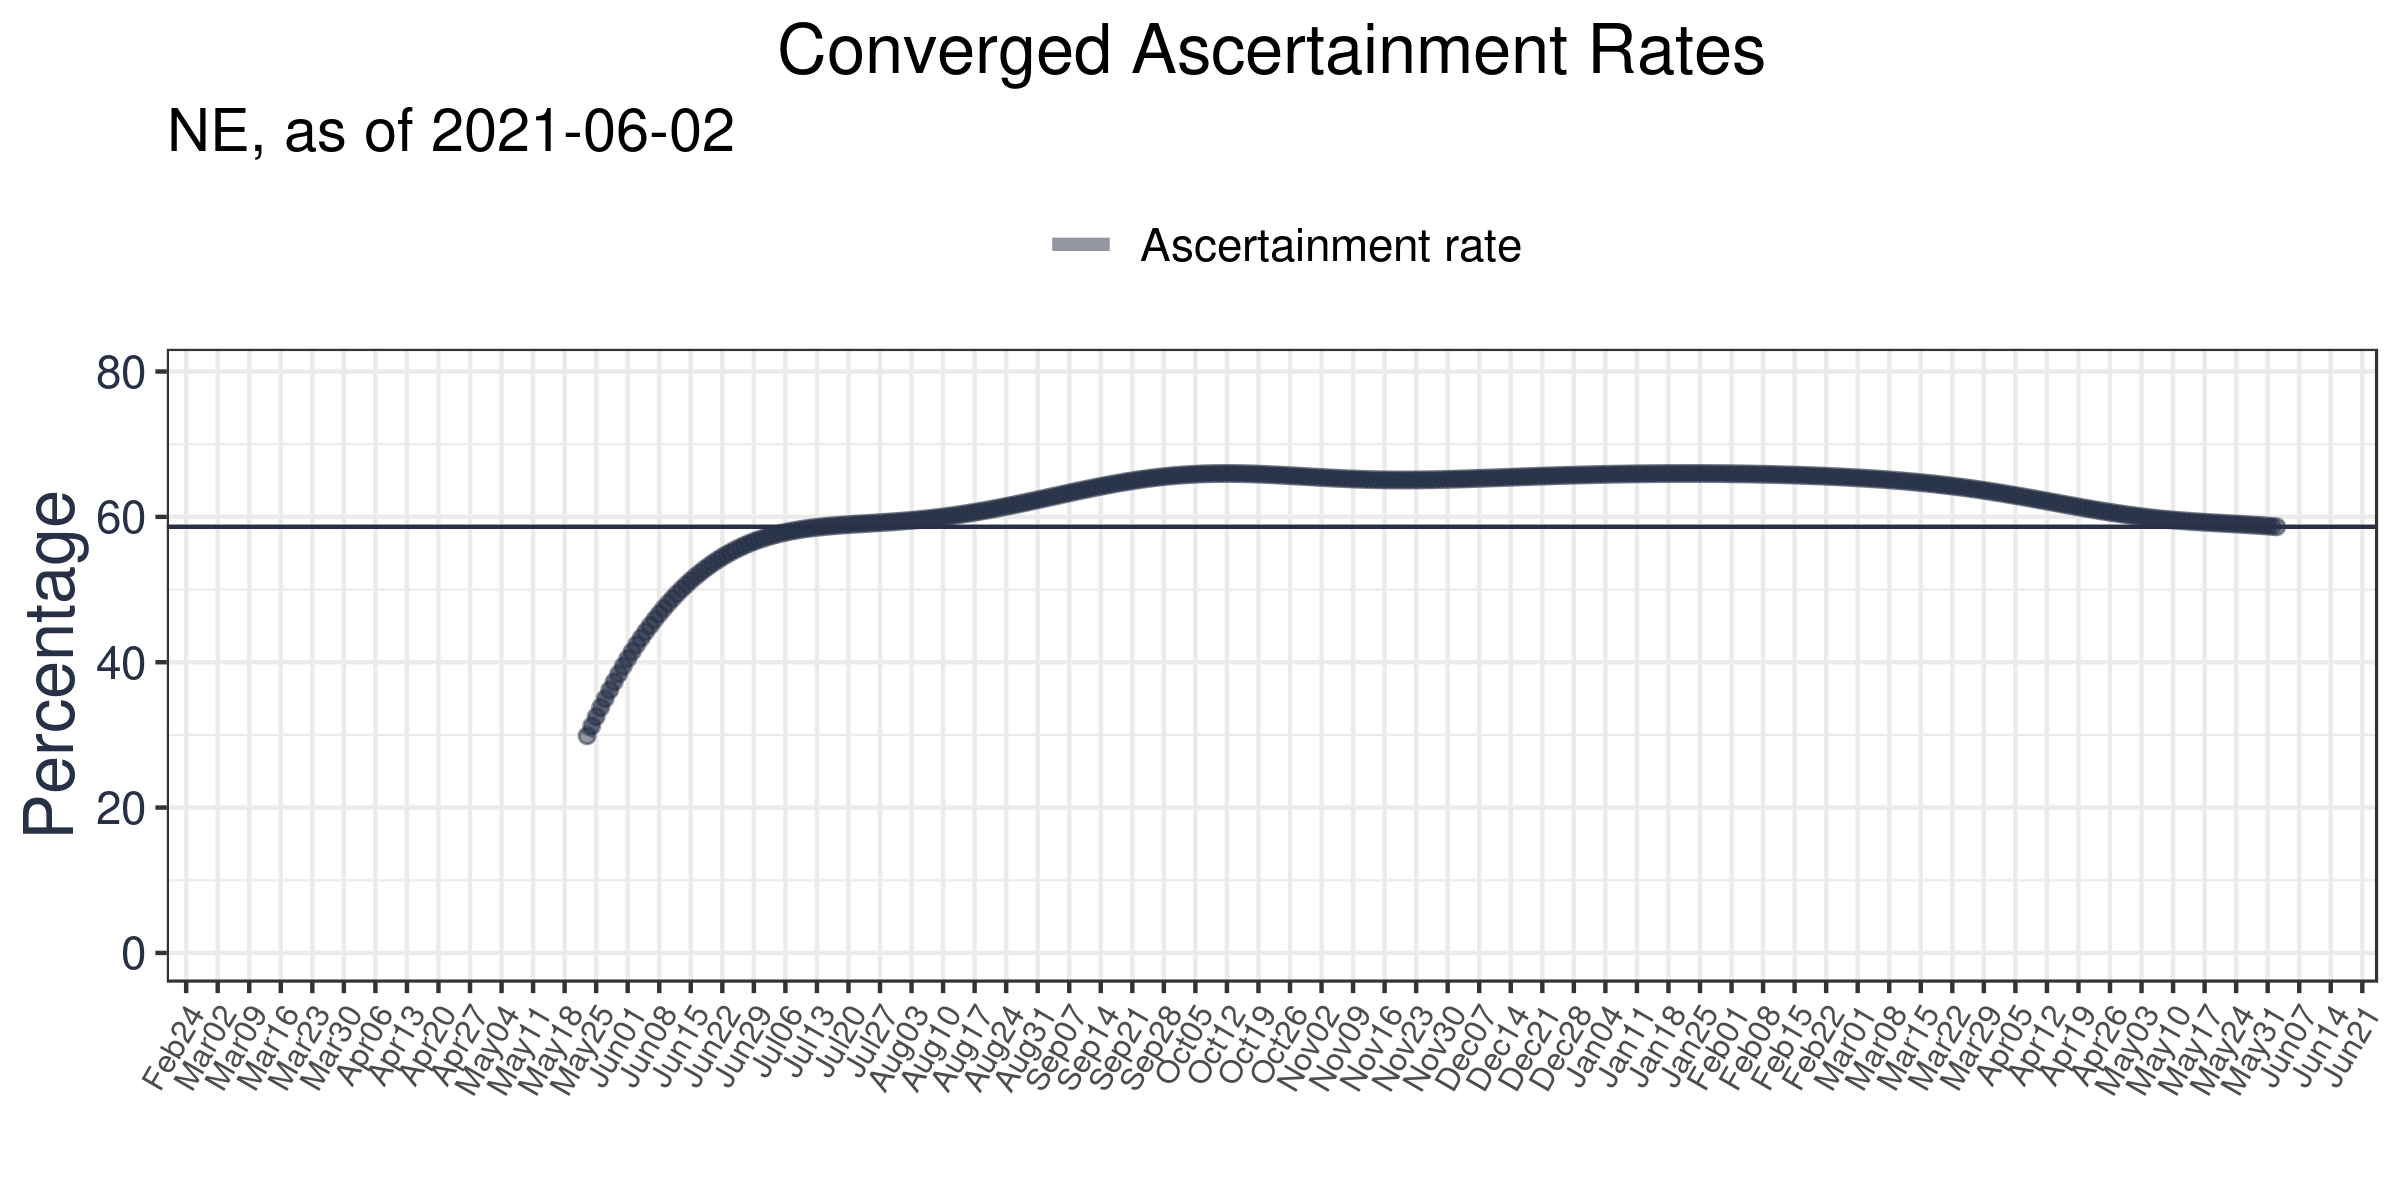 Converged Ascertainment Rates
NE, as of 2021-06-02
Ascertainment rate
Percentage
80
60
40
20
0
Feb24
Mar02
Mar09
Mar16
Mar23
Mar30
Apr06
Apr13
Apr20
Apr27
May04
May11
May18
May25
Jun01
Jun08
Jun15
Jun22
Jun29
Jul06
Jul13
Jul20
Jul27
Aug03
Aug10
Aug17
Aug24
Aug31
Sep07
Sep14
Sep21
Sep28
Oct05
Oct12
Oct19
Oct26
Nov02
Nov09
Nov16
Nov23
Nov30
Dec07
Dec14
Dec21
Dec28
Jan04
Jan11
Jan18
Jan25
Feb01
Feb08
Feb15
Feb22
Mar01
Mar08
Mar15
Mar22
Mar29
Apr05
Apr12
Apr19
Apr26
May03
May10
May17
May24
May31
Jun07
Jun14
Jun21